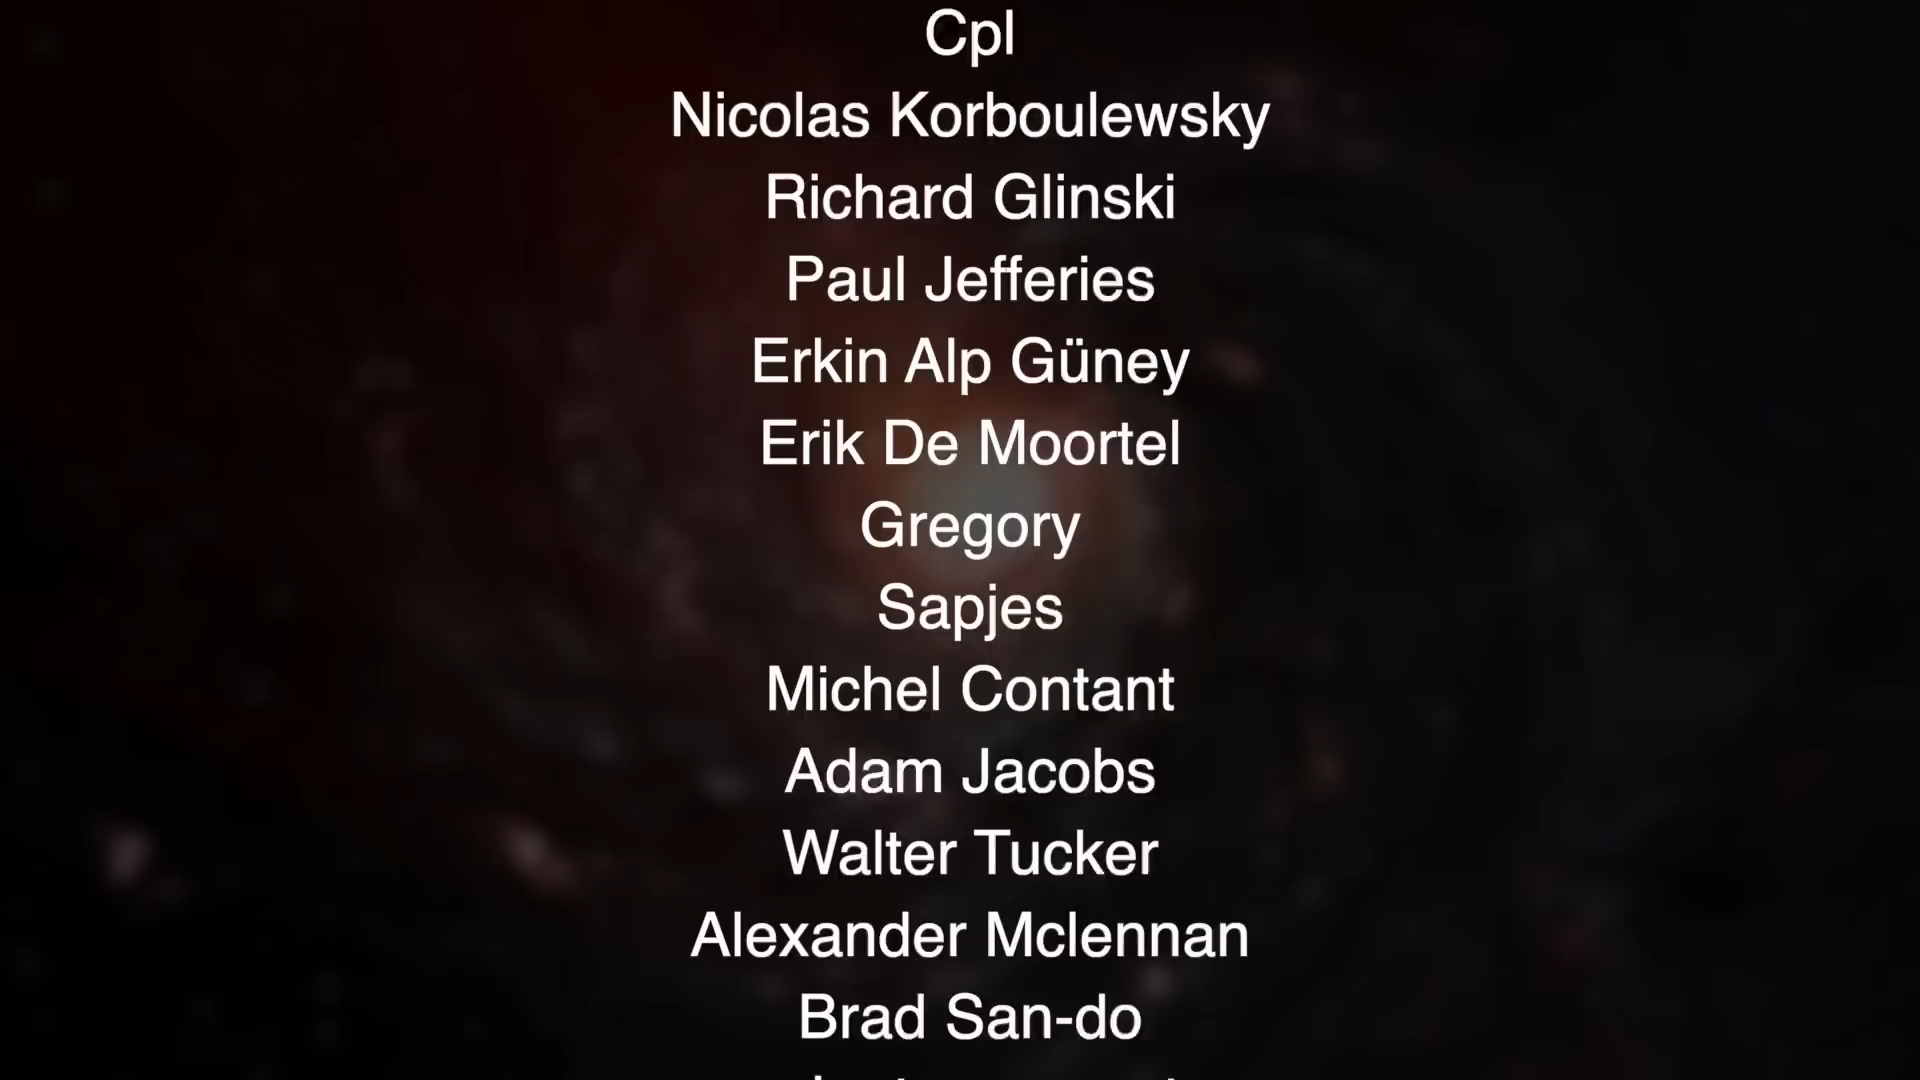 Cpl
Nicolas Korboulewsky
Richard Glinski
Paul Jefferies
Erkin Alp Güney
Erik De Moortel
Gregory
Sapjes
Michel Contant
Adam Jacobs
Walter Tucker
Alexander Mclennan
Brad San-do